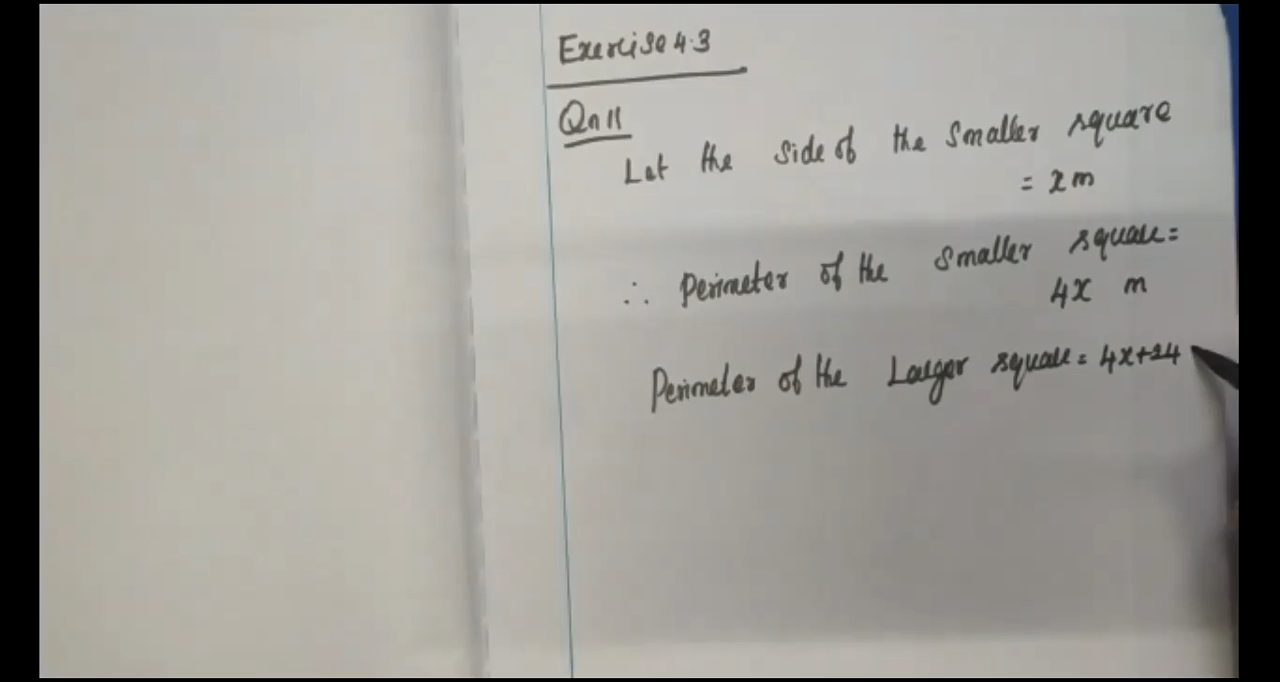 Exercise 4.3
Qn 11
Let the side of the smaller square
= x m
∴ Perimeter of the smaller square =
4x m
Perimeter of the Larger square = 4x+24